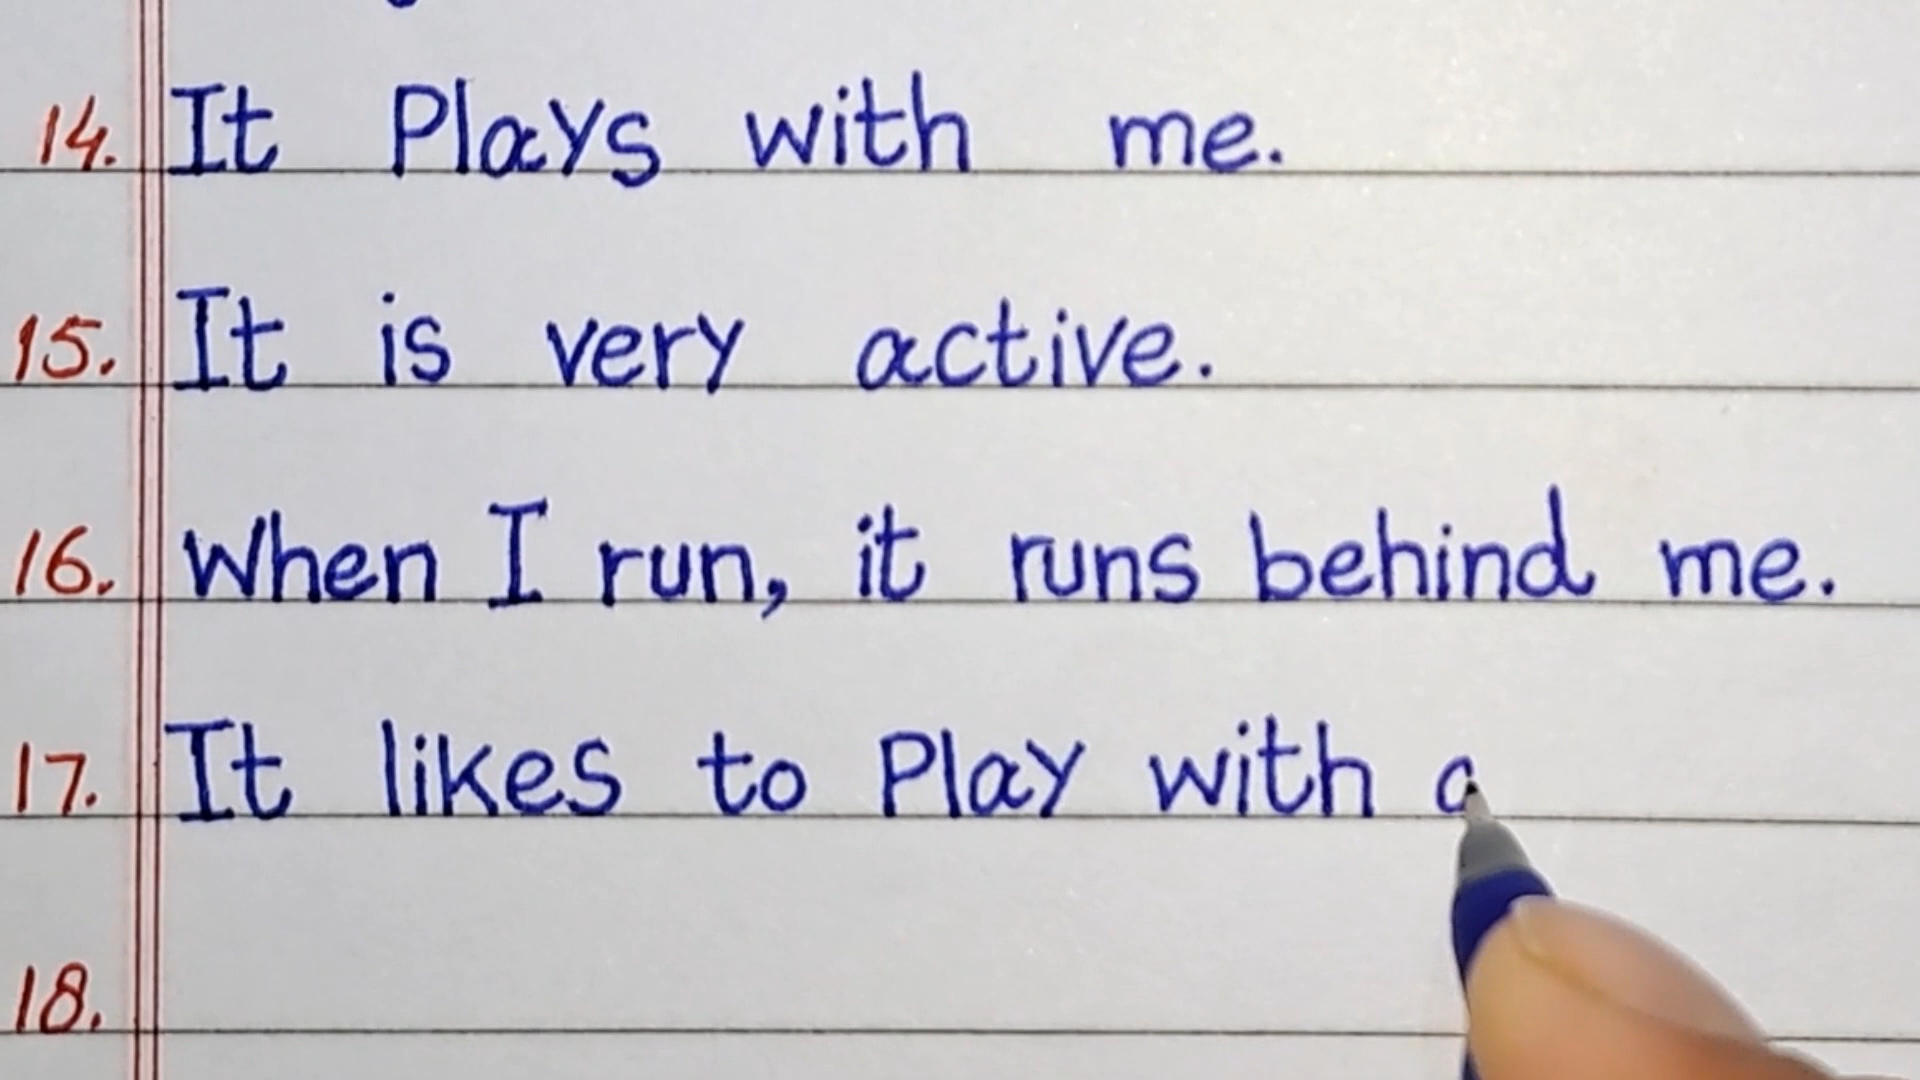 14. It Plays with me.
15. It is very active.
16. When I run, it runs behind me.
17. It likes to Play with a
18.